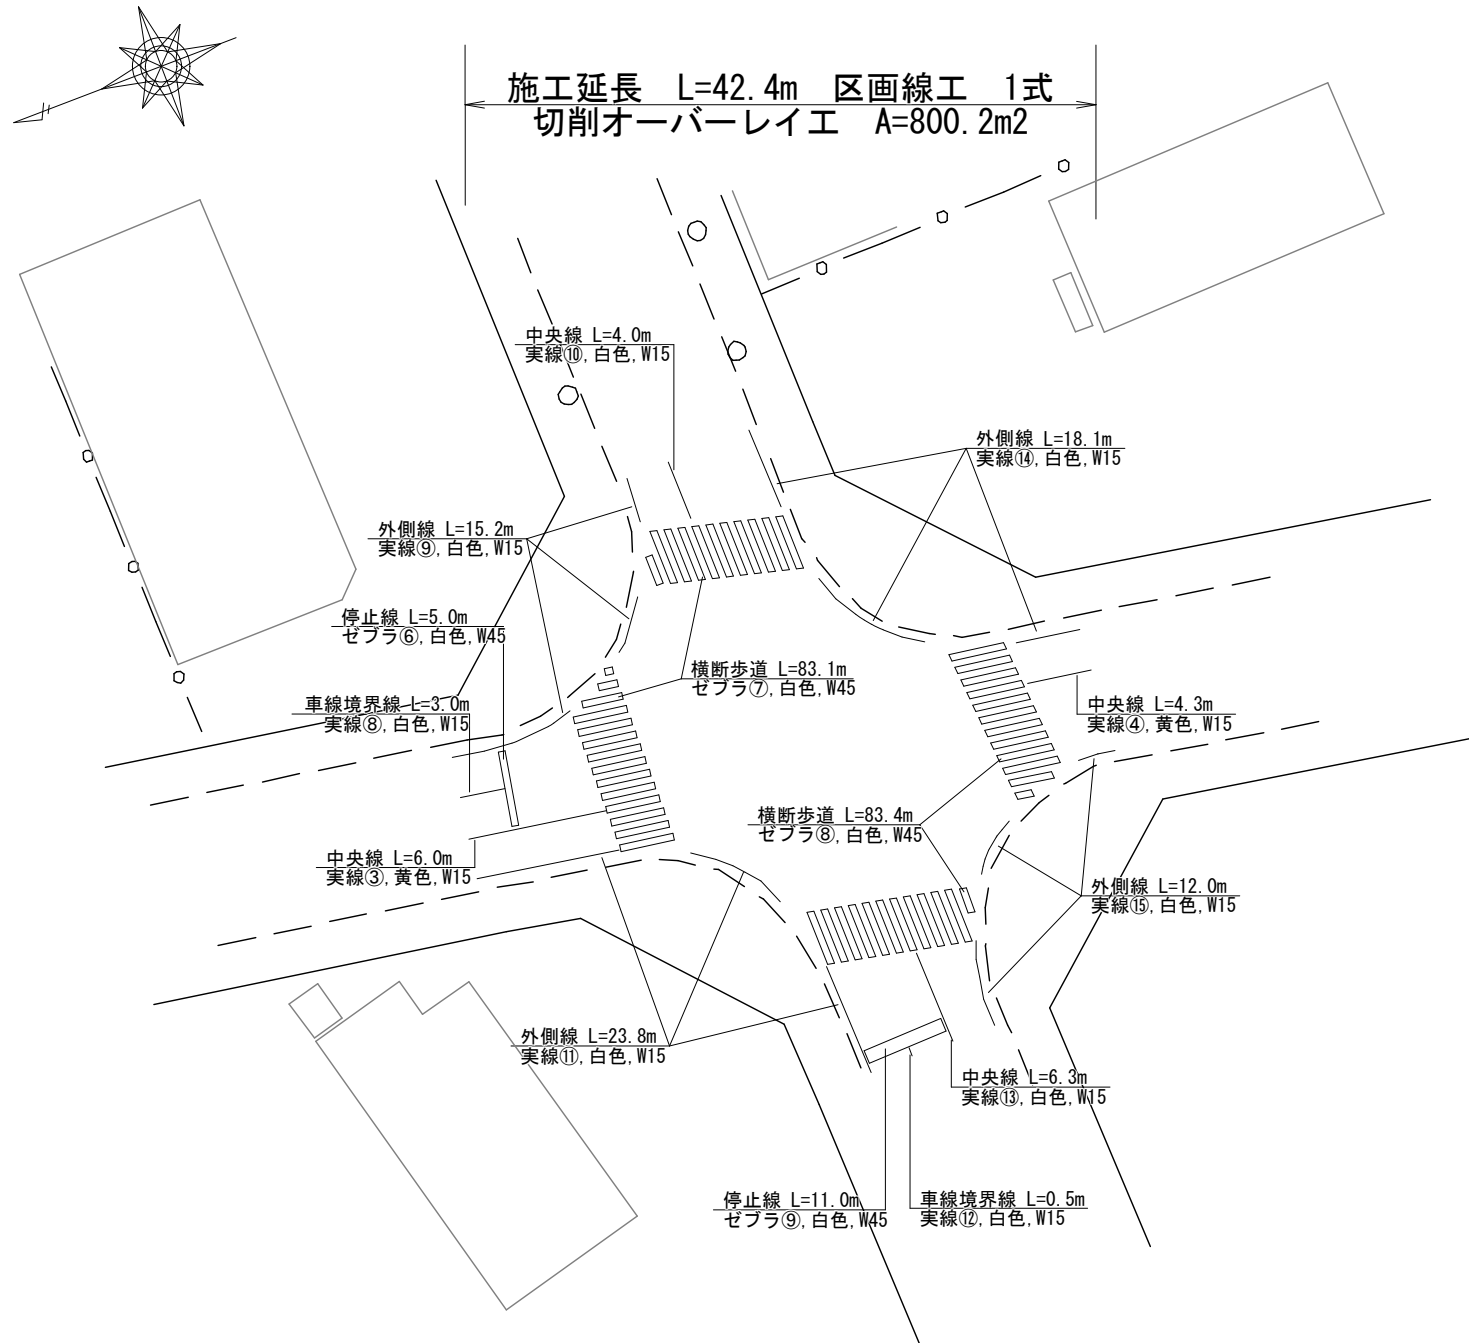 施工延長　L=42.4m　区画線工　1式
切削オーバーレイ工　A=800.2m2
中央線 L=4.0m
実線⑩, 白色, W15
外側線 L=18.1m
実線⑭, 白色, W15
外側線 L=15.2m
実線⑨, 白色, W15
停止線 L=5.0m
ゼブラ⑥, 白色, W45
横断歩道 L=83.1m
ゼブラ⑦, 白色, W45
車線境界線 L=3.0m
実線⑧, 白色, W15
中央線 L=4.3m
実線④, 黄色, W15
横断歩道 L=83.4m
ゼブラ⑧, 白色, W45
中央線 L=6.0m
実線③, 黄色, W15
外側線 L=12.0m
実線⑮, 白色, W15
外側線 L=23.8m
実線⑪, 白色, W15
中央線 L=6.3m
実線⑬, 白色, W15
停止線 L=11.0m
ゼブラ⑨, 白色, W45
車線境界線 L=0.5m
実線⑫, 白色, W15